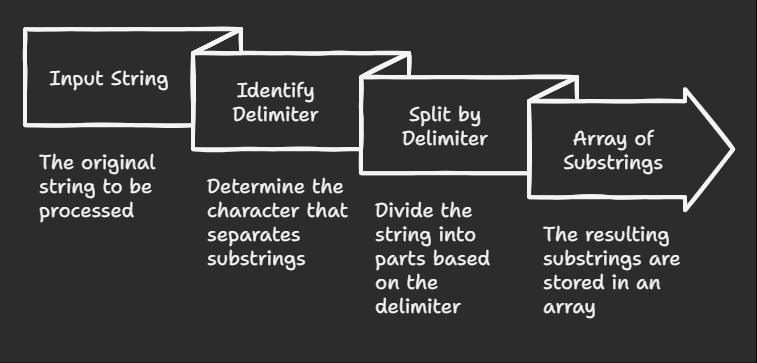 Input String
Identify
Delimiter
Split by
Delimiter
Array of
Substrings
The original
string to be
processed
Determine the
character that
separates
substrings
Divide the
string into
parts based
on the
delimiter
The resulting
substrings are
stored in an
array